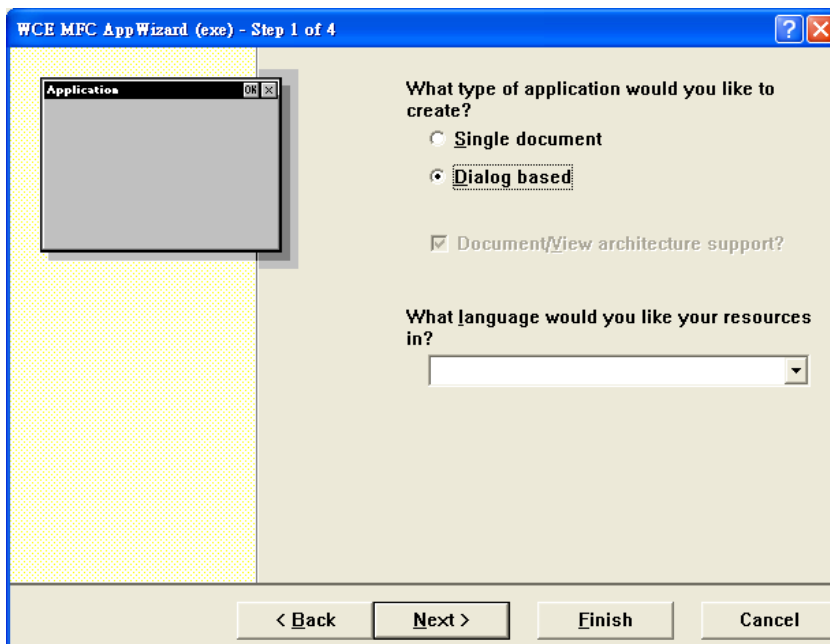 WCE MFC AppWizard (exe) - Step 1 of 4
Application
OK
What type of application would you like to
create?
Single document
Dialog based
Document/View architecture support?
What language would you like your resources
in?
< Back
Next >
Finish
Cancel